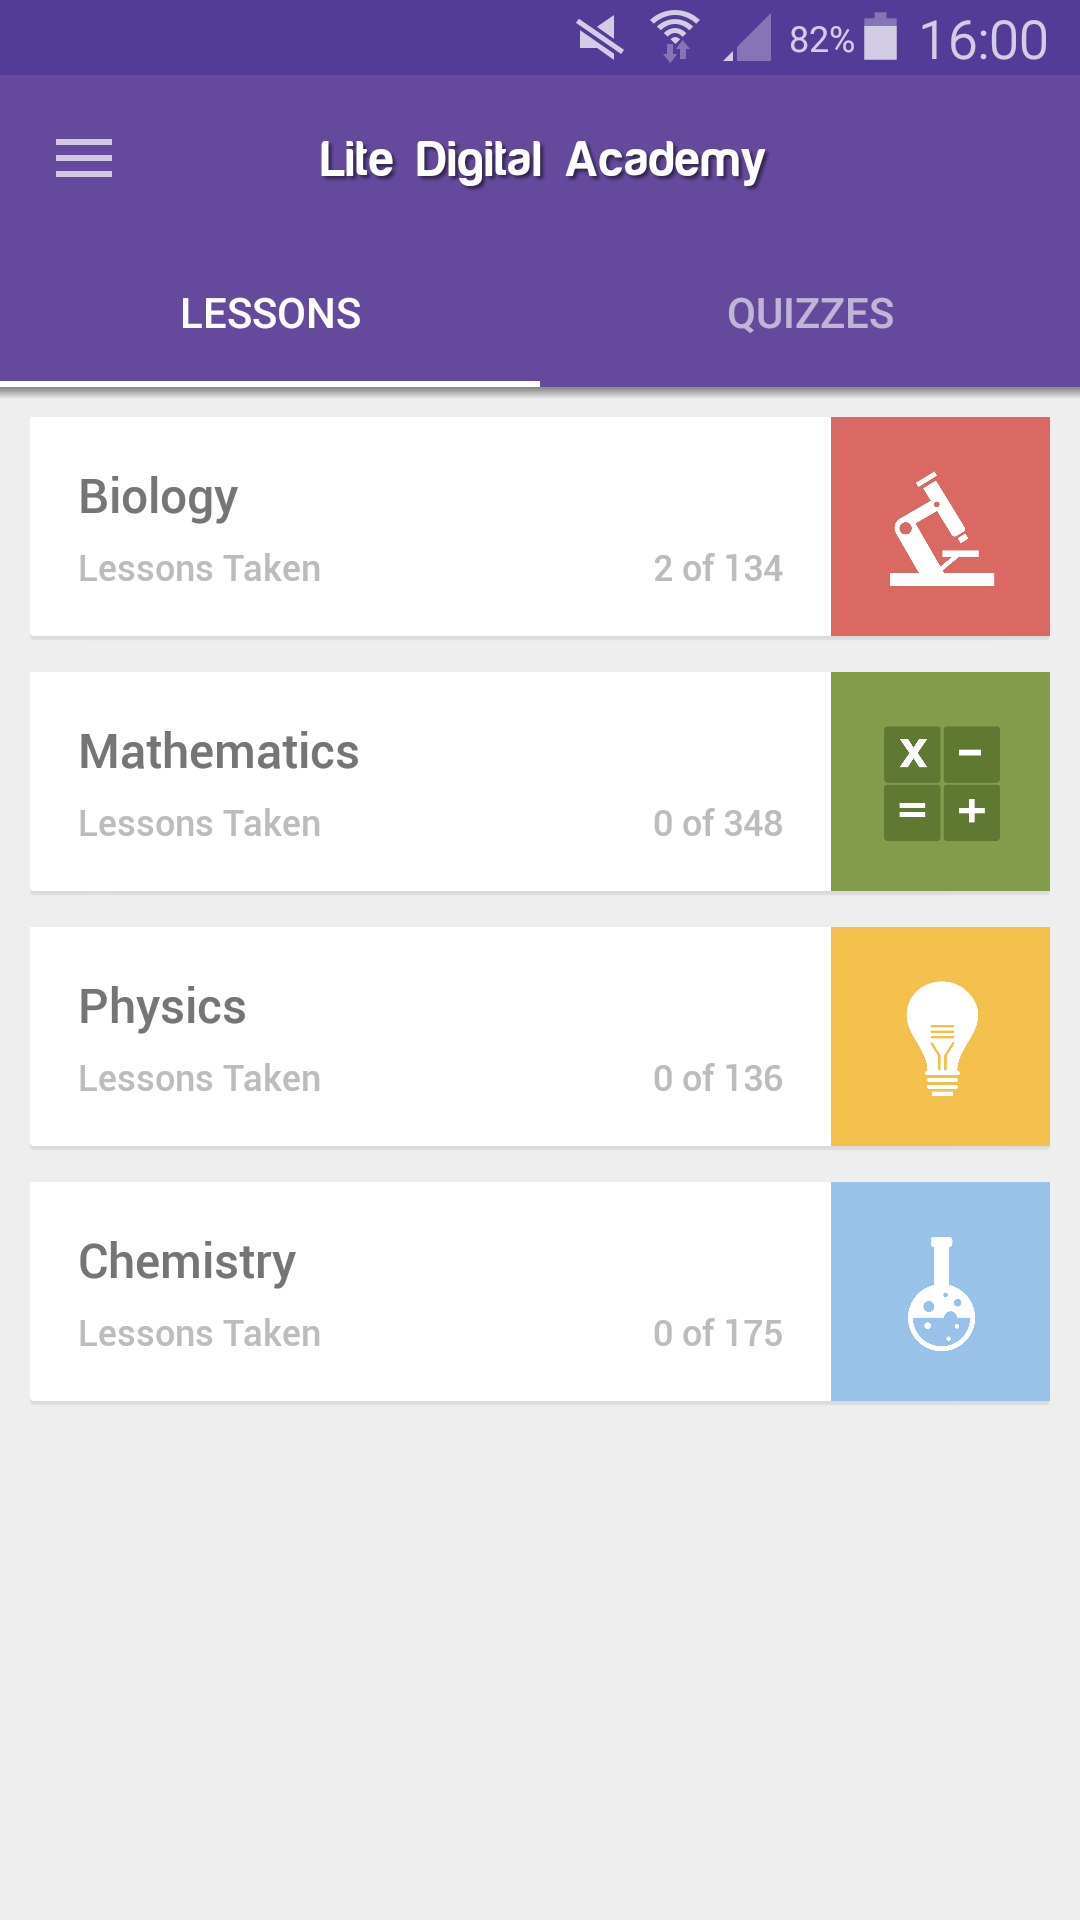 82% 16:00
Lite Digital Academy
LESSONS QUIZZES
Biology
Lessons Taken 2 of 134
Mathematics
Lessons Taken 0 of 348
X −
= +
Physics
Lessons Taken 0 of 136
Chemistry
Lessons Taken 0 of 175